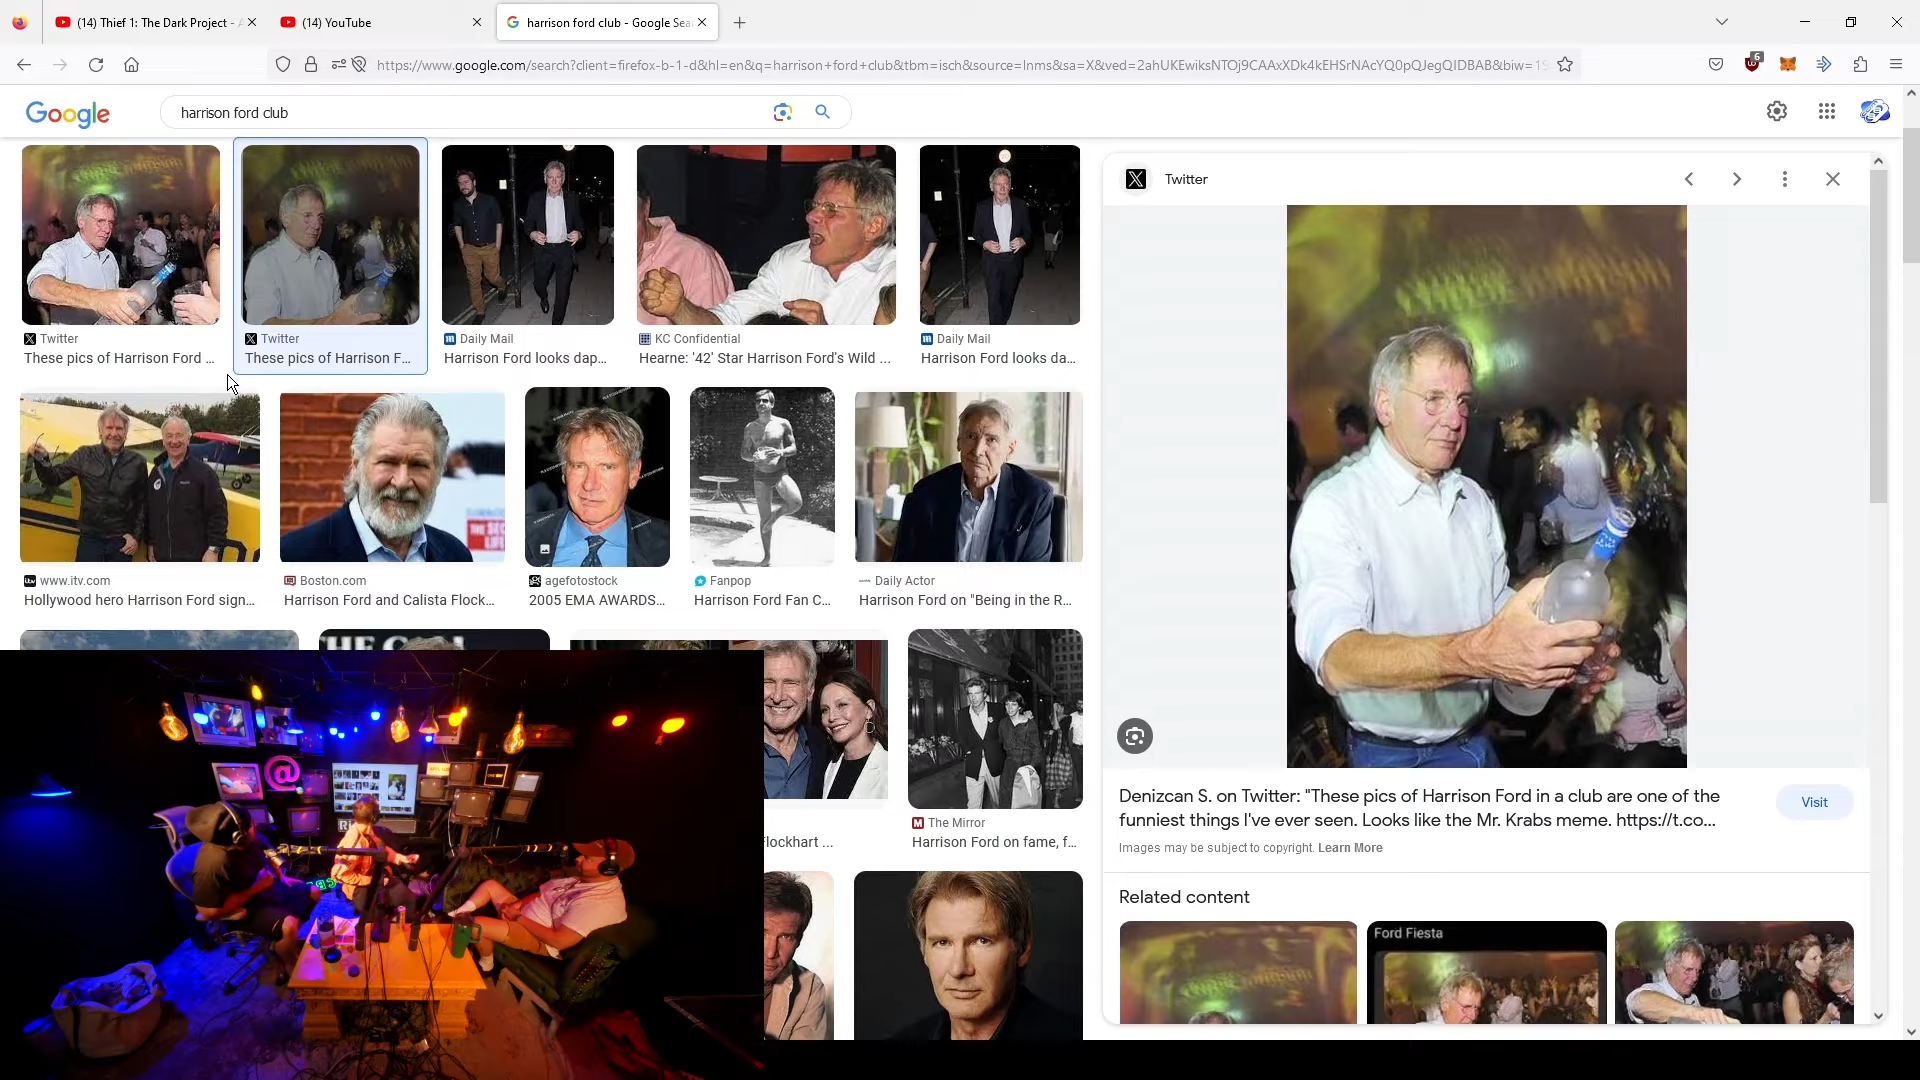 (14) Thief 1: The Dark Project -
(14) YouTube
harrison ford club - Google Sea
https://www.google.com/search?client=firefox-b-1-d&hl=en&q=harrison+ford+club&tbm=isch&source=lnms&sa=X&ved=2ahUKEwiksNTOj9CAAxXDk4kEHSrNAcYQ0pQJegQIDBAB&biw=15
6
Google
harrison ford club
Twitter
These pics of Harrison Ford ...
Twitter
These pics of Harrison F...
Daily Mail
Harrison Ford looks dap...
KC Confidential
Hearne: '42' Star Harrison Ford's Wild ...
Daily Mail
Harrison Ford looks da...
www.itv.com
Hollywood hero Harrison Ford sign...
Boston.com
Harrison Ford and Calista Flock...
agefotostock
2005 EMA AWARDS...
Fanpop
Harrison Ford Fan C...
Daily Actor
Harrison Ford on "Being in the R...
Flockhart ...
The Mirror
Harrison Ford on fame, f...
Twitter
Denizcan S. on Twitter: "These pics of Harrison Ford in a club are one of the
funniest things I've ever seen. Looks like the Mr. Krabs meme. https://t.co...
Visit
Images may be subject to copyright. Learn More
Related content
Ford Fiesta
@